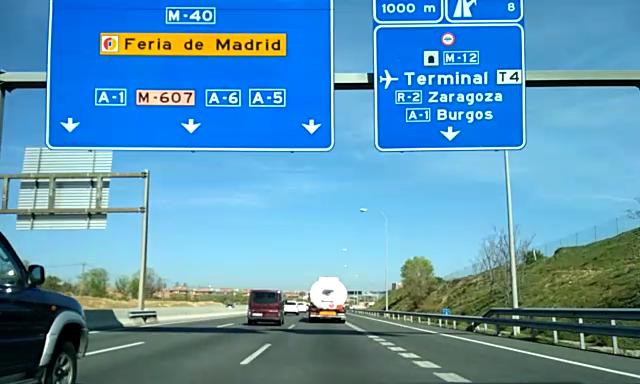 M-40
Feria de Madrid
A-1 M-607 A-6 A-5
1000 m 8
M-12
Terminal T4
R-2 Zaragoza
A-1 Burgos